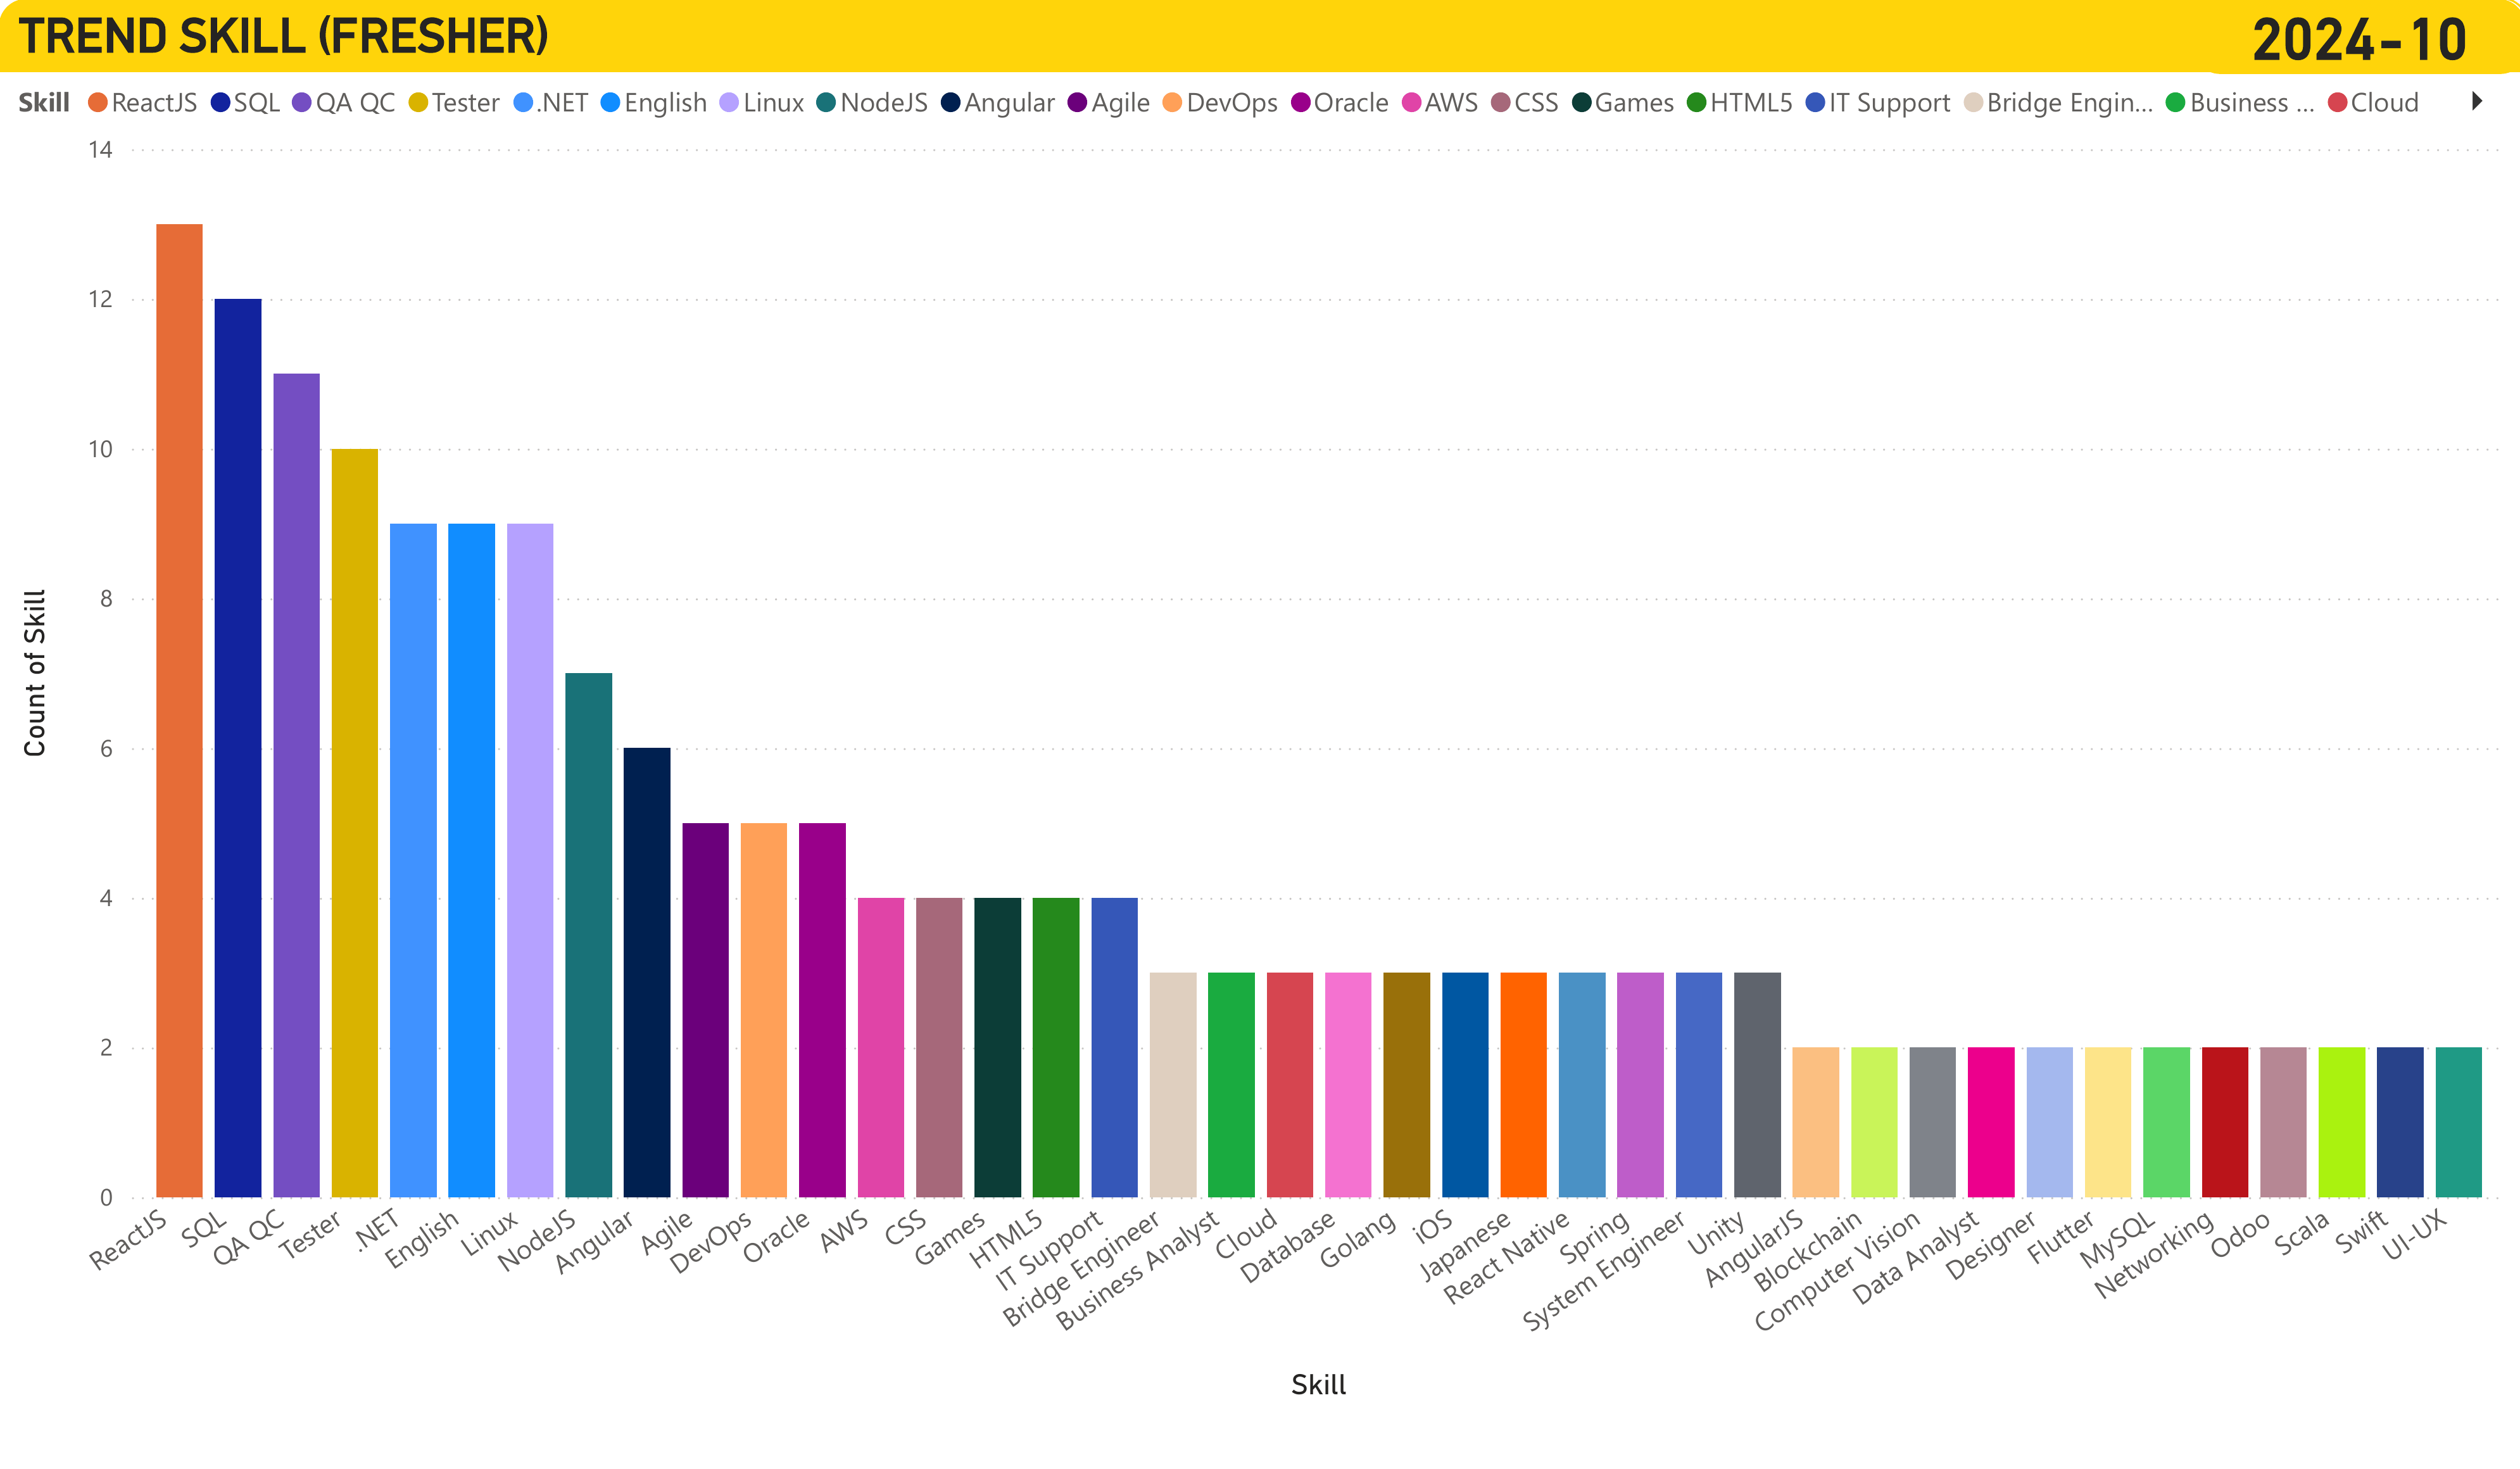 TREND SKILL (FRESHER)
2024-10
Skill ReactJS SQL QA QC Tester .NET English Linux NodeJS Angular Agile DevOps Oracle AWS CSS Games HTML5 IT Support Bridge Engin... Business ... Cloud
14
12
10
8
6
4
2
0
Count of Skill
ReactJS
SQL
QA QC
Tester
.NET
English
Linux
NodeJS
Angular
Agile
DevOps
Oracle
AWS
CSS
Games
HTML5
IT Support
Bridge Engineer
Business Analyst
Cloud
Database
Golang
iOS
Japanese
React Native
Spring
System Engineer
Unity
AngularJS
Blockchain
Computer Vision
Data Analyst
Designer
Flutter
MySQL
Networking
Odoo
Scala
Swift
UI-UX
Skill